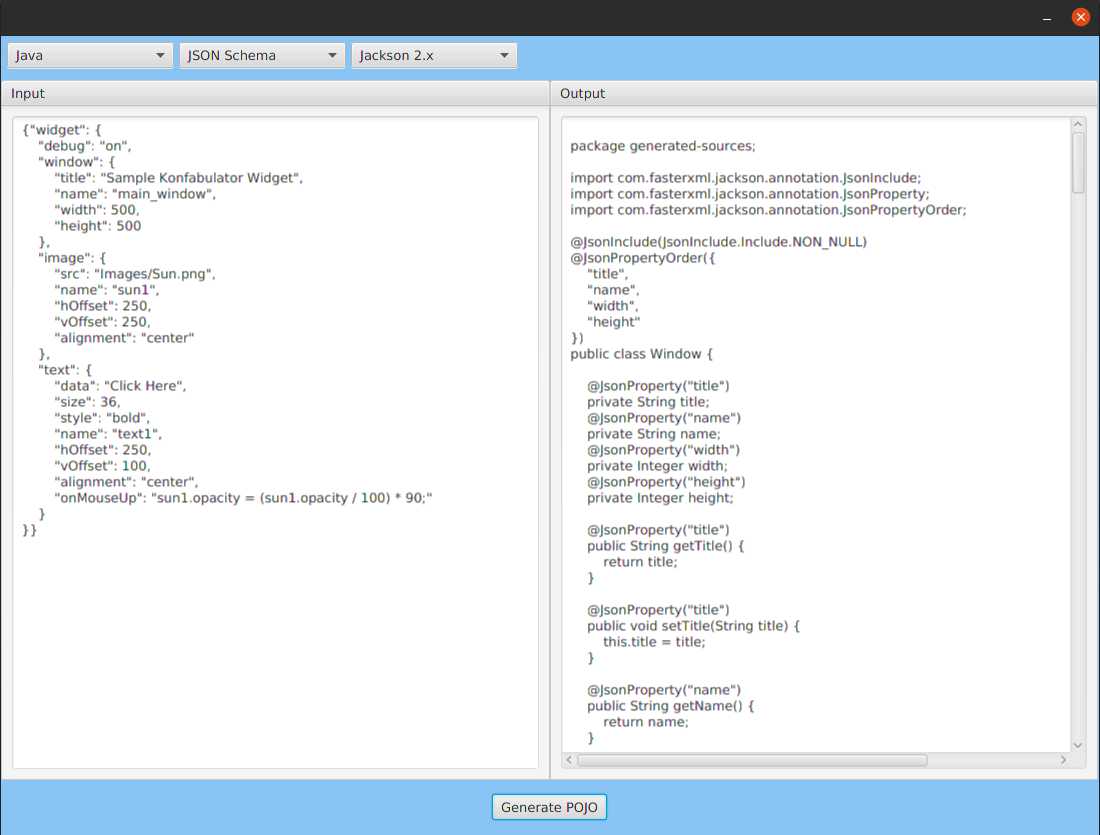 Java
JSON Schema
Jackson 2.x
Input
Output
{"widget": {
    "debug": "on",
    "window": {
        "title": "Sample Konfabulator Widget",
        "name": "main_window",
        "width": 500,
        "height": 500
    },
    "image": {
        "src": "Images/Sun.png",
        "name": "sun1",
        "hOffset": 250,
        "vOffset": 250,
        "alignment": "center"
    },
    "text": {
        "data": "Click Here",
        "size": 36,
        "style": "bold",
        "name": "text1",
        "hOffset": 250,
        "vOffset": 100,
        "alignment": "center",
        "onMouseUp": "sun1.opacity = (sun1.opacity / 100) * 90;"
    }
}}
package generated-sources;
import com.fasterxml.jackson.annotation.JsonInclude;
import com.fasterxml.jackson.annotation.JsonProperty;
import com.fasterxml.jackson.annotation.JsonPropertyOrder;
@JsonInclude(JsonInclude.Include.NON_NULL)
@JsonPropertyOrder({
    "title",
    "name",
    "width",
    "height"
})
public class Window {
    @JsonProperty("title")
    private String title;
    @JsonProperty("name")
    private String name;
    @JsonProperty("width")
    private Integer width;
    @JsonProperty("height")
    private Integer height;
    @JsonProperty("title")
    public String getTitle() {
        return title;
    }
    @JsonProperty("title")
    public void setTitle(String title) {
        this.title = title;
    }
    @JsonProperty("name")
    public String getName() {
        return name;
    }
Generate POJO